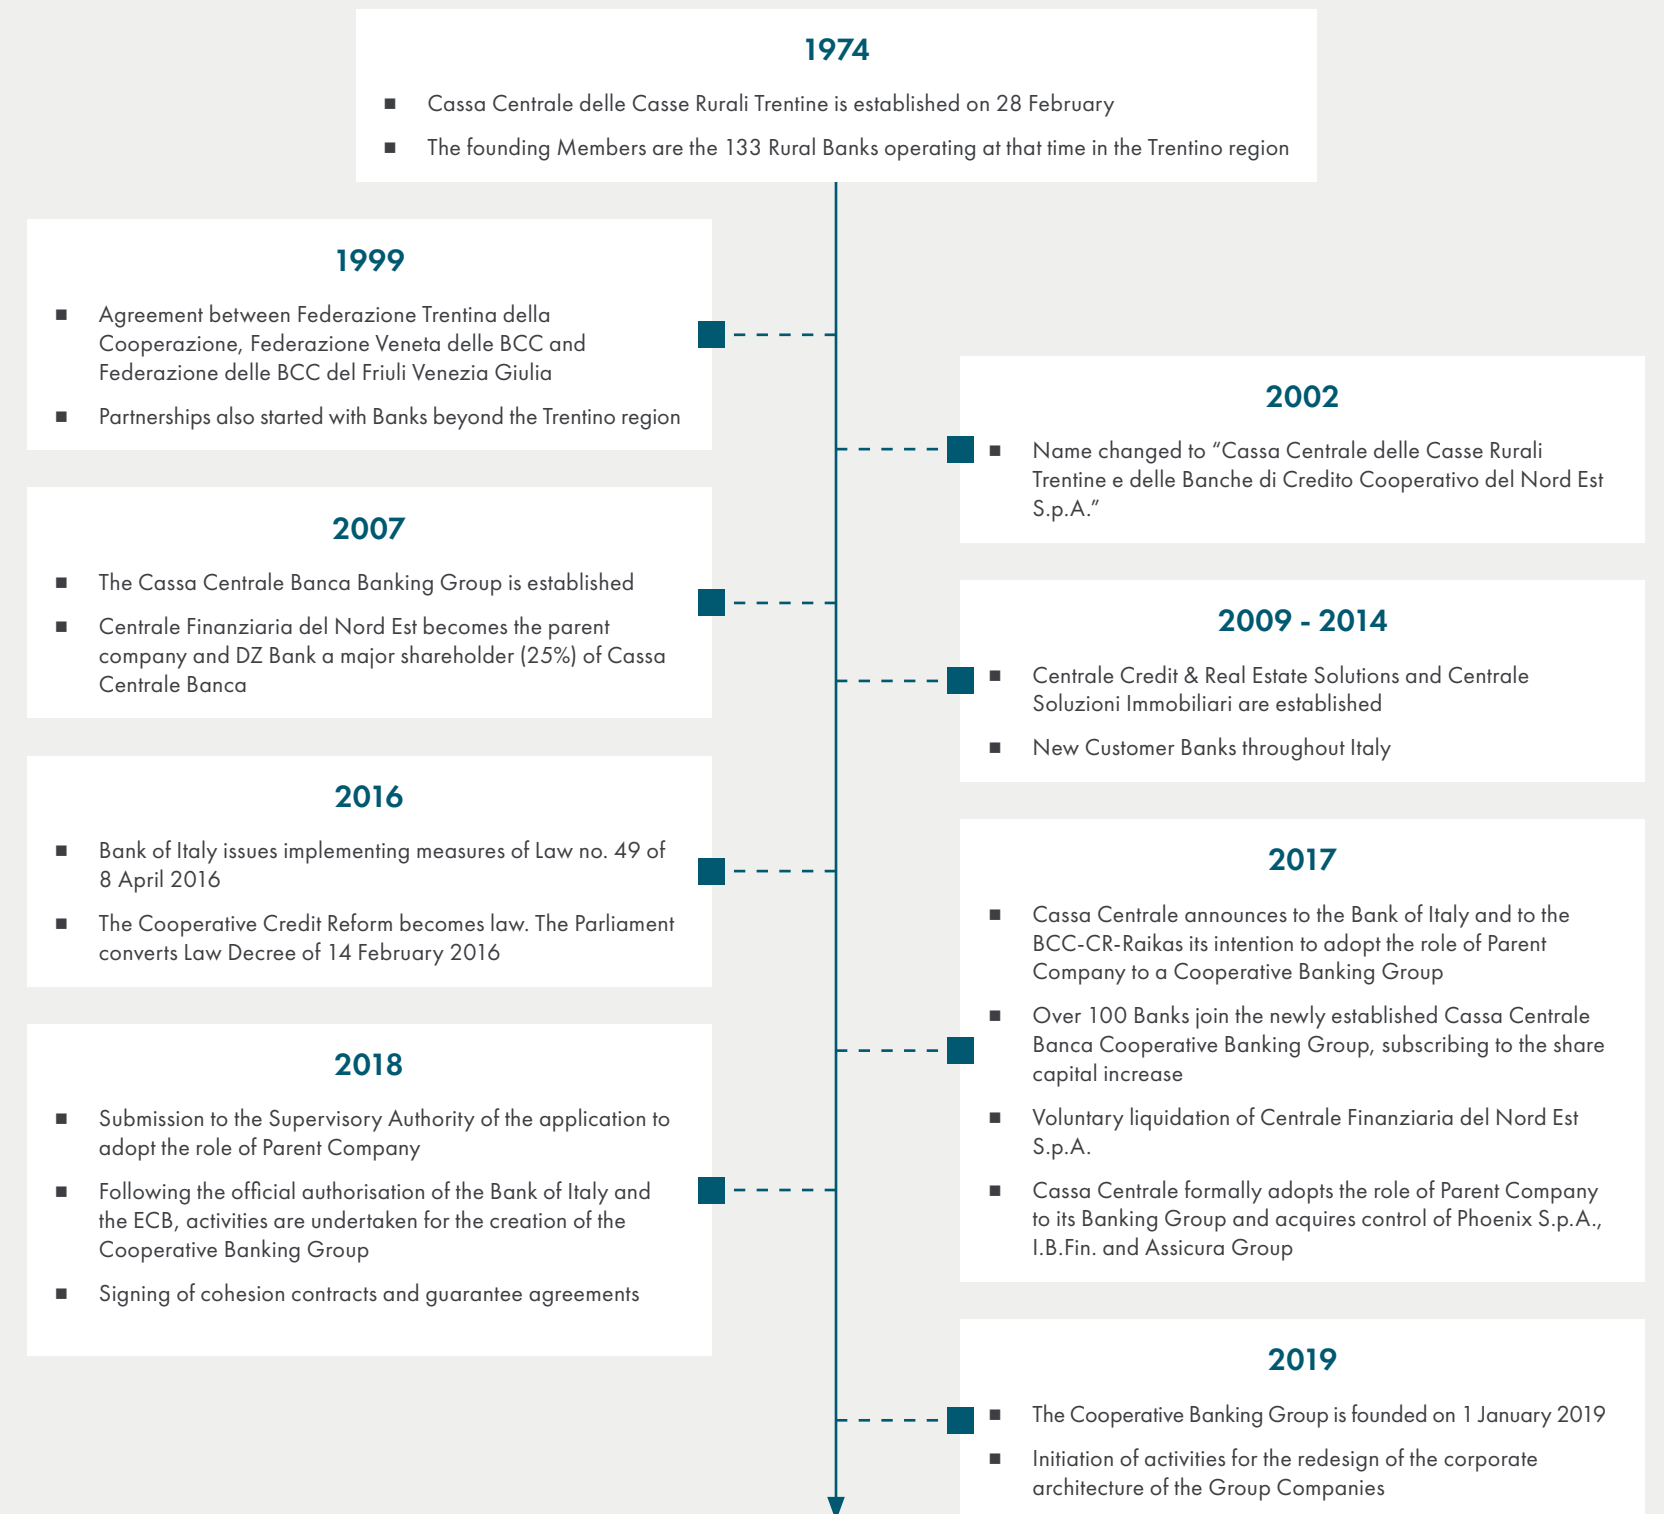 1974
■ Cassa Centrale delle Casse Rurali Trentine is established on 28 February
■ The founding Members are the 133 Rural Banks operating at that time in the Trentino region
1999
■ Agreement between Federazione Trentina della
Cooperazione, Federazione Veneta delle BCC and
Federazione delle BCC del Friuli Venezia Giulia
■ Partnerships also started with Banks beyond the Trentino region
2002
■ Name changed to “Cassa Centrale delle Casse Rurali
Trentine e delle Banche di Credito Cooperativo del Nord Est
S.p.A.”
2007
■ The Cassa Centrale Banca Banking Group is established
■ Centrale Finanziaria del Nord Est becomes the parent
company and DZ Bank a major shareholder (25%) of Cassa
Centrale Banca
2009 - 2014
■ Centrale Credit & Real Estate Solutions and Centrale
Soluzioni Immobiliari are established
■ New Customer Banks throughout Italy
2016
■ Bank of Italy issues implementing measures of Law no. 49 of
8 April 2016
■ The Cooperative Credit Reform becomes law. The Parliament
converts Law Decree of 14 February 2016
2017
■ Cassa Centrale announces to the Bank of Italy and to the
BCC-CR-Raikas its intention to adopt the role of Parent
Company to a Cooperative Banking Group
■ Over 100 Banks join the newly established Cassa Centrale
Banca Cooperative Banking Group, subscribing to the share
capital increase
■ Voluntary liquidation of Centrale Finanziaria del Nord Est
S.p.A.
■ Cassa Centrale formally adopts the role of Parent Company
to its Banking Group and acquires control of Phoenix S.p.A.,
I.B.Fin. and Assicura Group
2018
■ Submission to the Supervisory Authority of the application to
adopt the role of Parent Company
■ Following the official authorisation of the Bank of Italy and
the ECB, activities are undertaken for the creation of the
Cooperative Banking Group
■ Signing of cohesion contracts and guarantee agreements
2019
■ The Cooperative Banking Group is founded on 1 January 2019
■ Initiation of activities for the redesign of the corporate
architecture of the Group Companies